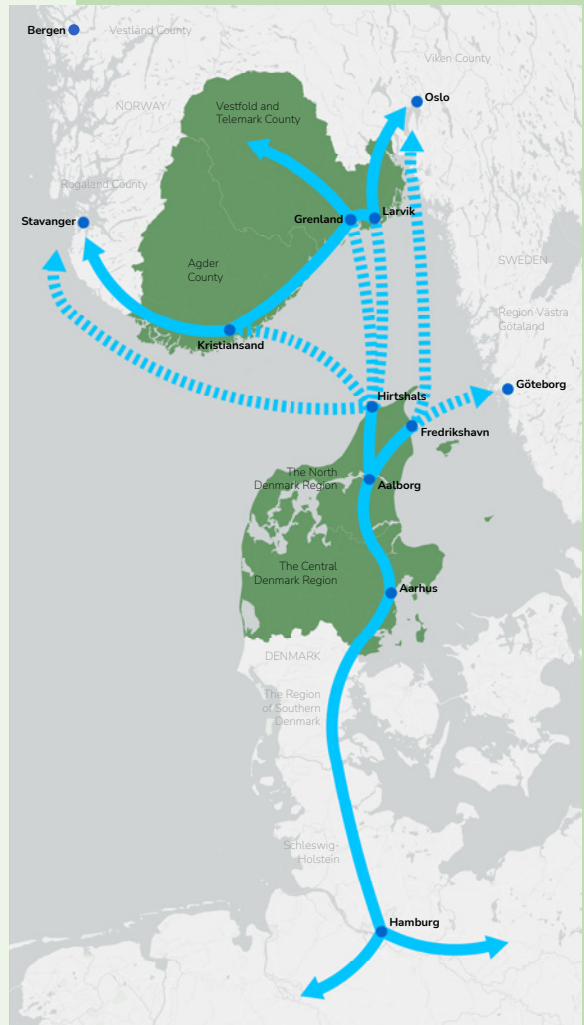 Bergen
Vestland County
Viken County
NORWAY
Vestfold and
Telemark County
Oslo
Rogaland County
Stavanger
Grenland
Larvik
Agder
County
SWEDEN
Region Västra
Götaland
Kristiansand
Göteborg
Hirtshals
Fredrikshavn
The North
Denmark Region
Aalborg
The Central
Denmark Region
Aarhus
DENMARK
The Region
of Southern
Denmark
Schleswig-
Holstein
Hamburg